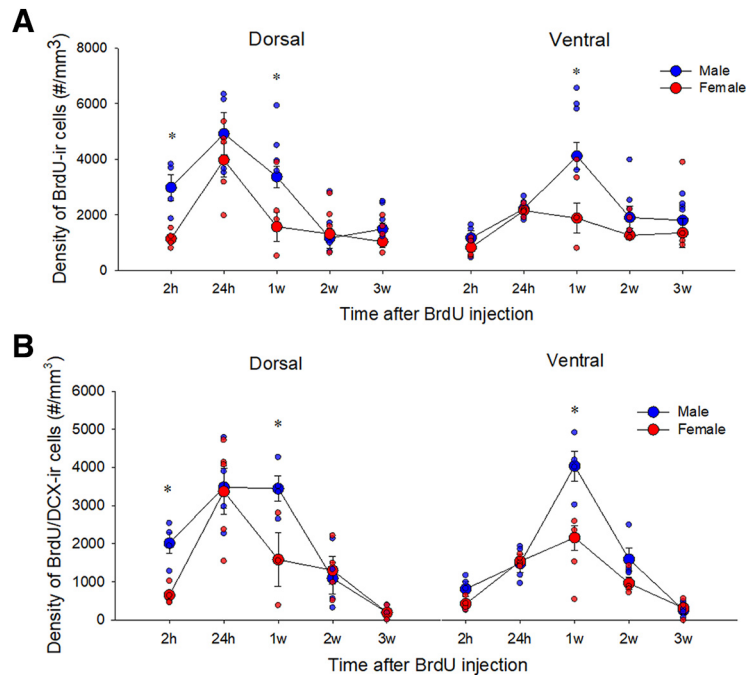 A
Dorsal
Ventral
Density of BrdU-ir cells (#/mm3)
8000
6000
4000
2000
0
*
*
*
Male
Female
2h 24h 1w 2w 3w 2h 24h 1w 2w 3w
Time after BrdU injection
B
Dorsal
Ventral
Density of BrdU/DCX-ir cells (#/mm3)
6000
5000
4000
3000
2000
1000
0
*
*
*
Male
Female
2h 24h 1w 2w 3w 2h 24h 1w 2w 3w
Time after BrdU injection